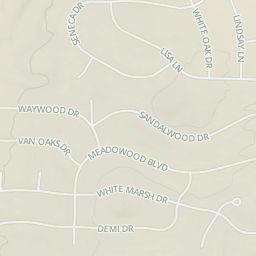 SENECA DR
WHITE OAK DR
LINDSAY LN
LISA LN
WAYWOOD DR
SANDALWOOD DR
VAN OAKS DR
MEADOWOOD BLVD
WHITE MARSH DR
DEMI DR